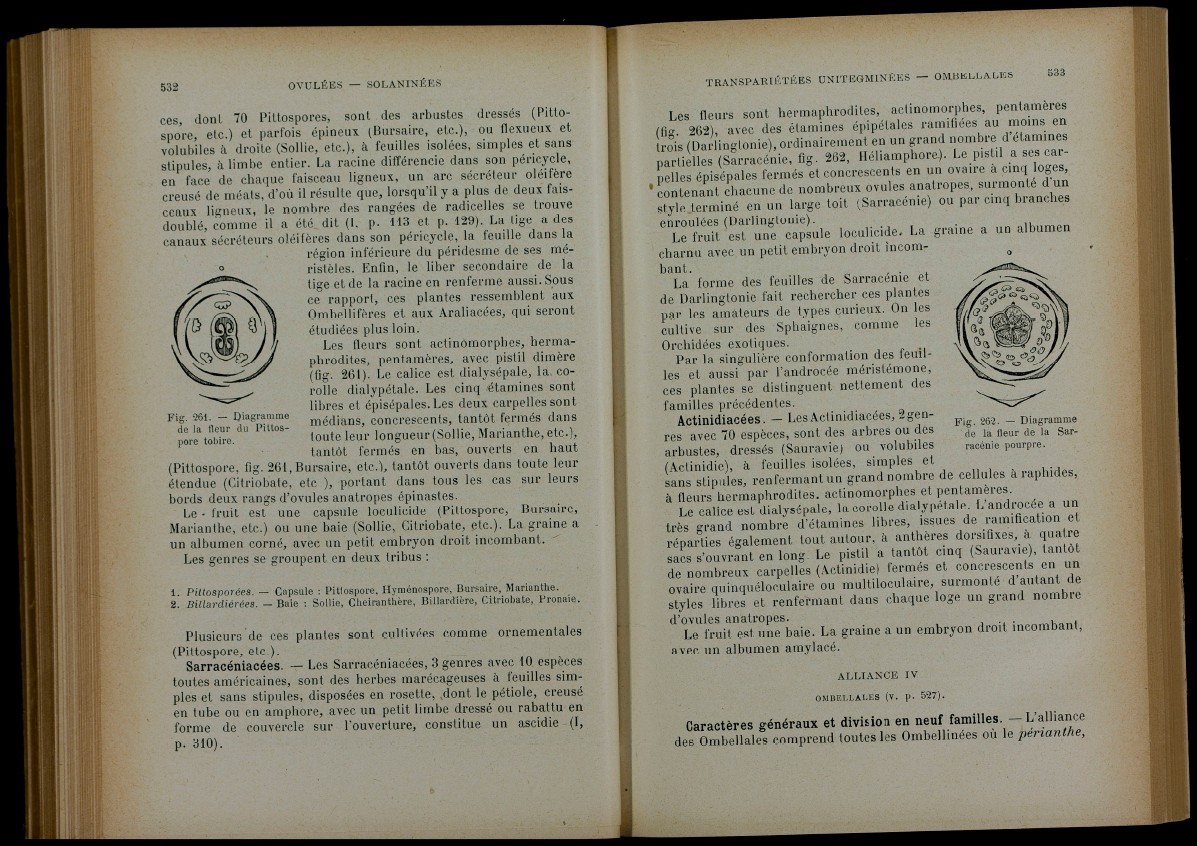 532
OVULÉES — SOLANINÉES
ces, dont 70 Pittospores, sont des arbustes dressés (Pitto-
spore, etc.) et parfois épineux (Bursaire, etc.), ou flexueux et
volubiles à droite (Sollie, etc.), à feuilles isolées, simples et sans
stipules, à limbe entier. La racine différencie dans son péricycle,
en face de chaque faisceau ligneux, un arc sécréteur oléifère
creusé de méats, d'où il résulte que, lorsqu'il y a plus de deux fais-
ceaux ligneux, le nombre des rangées de radicelles se trouve
doublé, comme il a été dit (I, p. 113 et p. 129). La tige a des
canaux sécréteurs oléifères dans son péricycle, la feuille dans la
région inférieure du péridesme de ses mé-
ristèles. Enfin, le liber secondaire de la
tige et de la racine en renferme aussi. Sous
ce rapport, ces plantes ressemblent aux
Ombellifères et aux Araliacées, qui seront
étudiées plus loin.
Les fleurs sont actinomorphes, herma-
phrodites, pentamères, avec pistil dimère
(fig. 261). Le calice est dialysépale, la co-
rolle dialypétale. Les cinq étamines sont
libres et épisépales. Les deux carpelles sont
médians, concrescents, tantôt fermés dans
toute leur longueur (Sollie, Marianthe, etc.),
tantôt fermés en bas, ouverts en haut
Fig. 261. — Diagramme
de la fleur du Pittos-
pore tobire.
(Pittospore, fig. 261, Bursaire, etc.), tantôt ouverts dans toute leur
étendue (Citriobate, etc ), portant dans tous les cas sur leurs
bords deux rangs d'ovules anatropes épinastes.
Le fruit est une capsule loculicide (Pittospore, Bursaire,
Marianthe, etc.) ou une baie (Sollie, Citriobate, etc.). La graine a
un albumen corné, avec un petit embryon droit incombant.
Les genres se groupent en deux tribus :
1. Pittosporées. — Capsule : Pittospore, Hyménospore, Bursaire, Marianthe.
2. Billardiérées. — Baie : Sollie, Cheiranthère, Billardière, Citriobate, Pronaie.
Plusieurs de ces plantes sont cultivées comme ornementales
(Pittospore, etc ).
Sarracéniacées. — Les Sarracéniacées, 3 genres avec 10 espèces
toutes américaines, sont des herbes marécageuses à feuilles sim-
ples et sans stipules, disposées en rosette, dont le pétiole, creusé
en tube ou en amphore, avec un petit limbe dressé ou rabattu en
forme de couvercle sur l'ouverture, constitue un ascidie (I,
p. 310).
TRANSPARIÉTÉES UNITEGMINÉES — OMBELLALES
533
Les fleurs sont hermaphrodites, actinomorphes, pentamères
(fig. 262), avec des étamines épipétales ramifiées au moins en
trois (Darlingtonie), ordinairement en un grand nombre d'étamines
partielles (Sarracénie, fig. 262, Héliamphore). Le pistil a ses car-
pelles épisépales fermés et concrescents en un ovaire à cinq loges,
contenant chacune de nombreux ovules anatropes, surmonté d'un
style terminé en un large toit (Sarracénie) ou par cinq branches
enroulées (Darlingtonie).
Le fruit est une capsule loculicide. La graine a un albumen
charnu avec un petit embryon droit incom-
bant.
La forme des feuilles de Sarracénie et
de Darlingtonie fait rechercher ces plantes
par les amateurs de types curieux. On les
cultive sur des Sphaignes, comme les
Orchidées exotiques.
Par la singulière conformation des feuil-
les et aussi par l'androcée méristémone,
ces plantes se distinguent nettement des
familles précédentes.
Actinidiacées. — Les Actinidiacées, 2 gen-
res avec 70 espèces, sont des arbres ou des
arbustes, dressés (Sauravie) ou volubiles
(Actinidie), à feuilles isolées, simples et
Fig. 262. — Diagramme
de la fleur de la Sar-
racénie pourpre.
sans stipules, renfermant un grand nombre de cellules à raphides,
à fleurs hermaphrodites, actinomorphes et pentamères.
Le calice est dialysépale, la corolle dialypétale. L'androcée a un
très grand nombre d'étamines libres, issues de ramification et
réparties également tout autour, à anthères dorsifixes, à quatre
sacs s'ouvrant en long. Le pistil a tantôt cinq (Sauravie), tantôt
de nombreux carpelles (Actinidie) fermés et concrescents en un
ovaire quinquéloculaire ou multiloculaire, surmonté d'autant de
styles libres et renfermant dans chaque loge un grand nombre
d'ovules anatropes.
Le fruit est une baie. La graine a un embryon droit incombant,
avec un albumen amylacé.
ALLIANCE IV
OMBELLALES (v. p. 527).
Caractères généraux et division en neuf familles. — L'alliance
des Ombellales comprend toutes les Ombellinées où le périanthe,